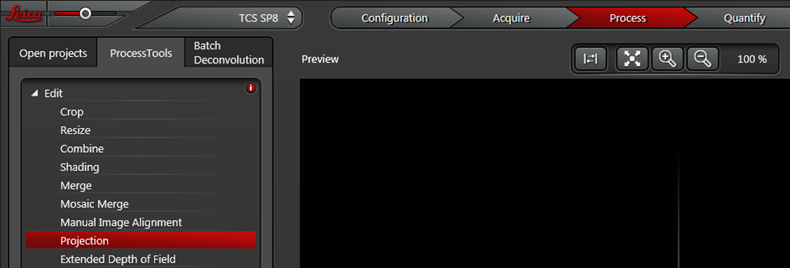 Leica
TCS SP8
Configuration
Acquire
Process
Quantify
Open projects
ProcessTools
Batch
Deconvolution
Preview
100 %
Edit
Crop
Resize
Combine
Shading
Merge
Mosaic Merge
Manual Image Alignment
Projection
Extended Depth of Field